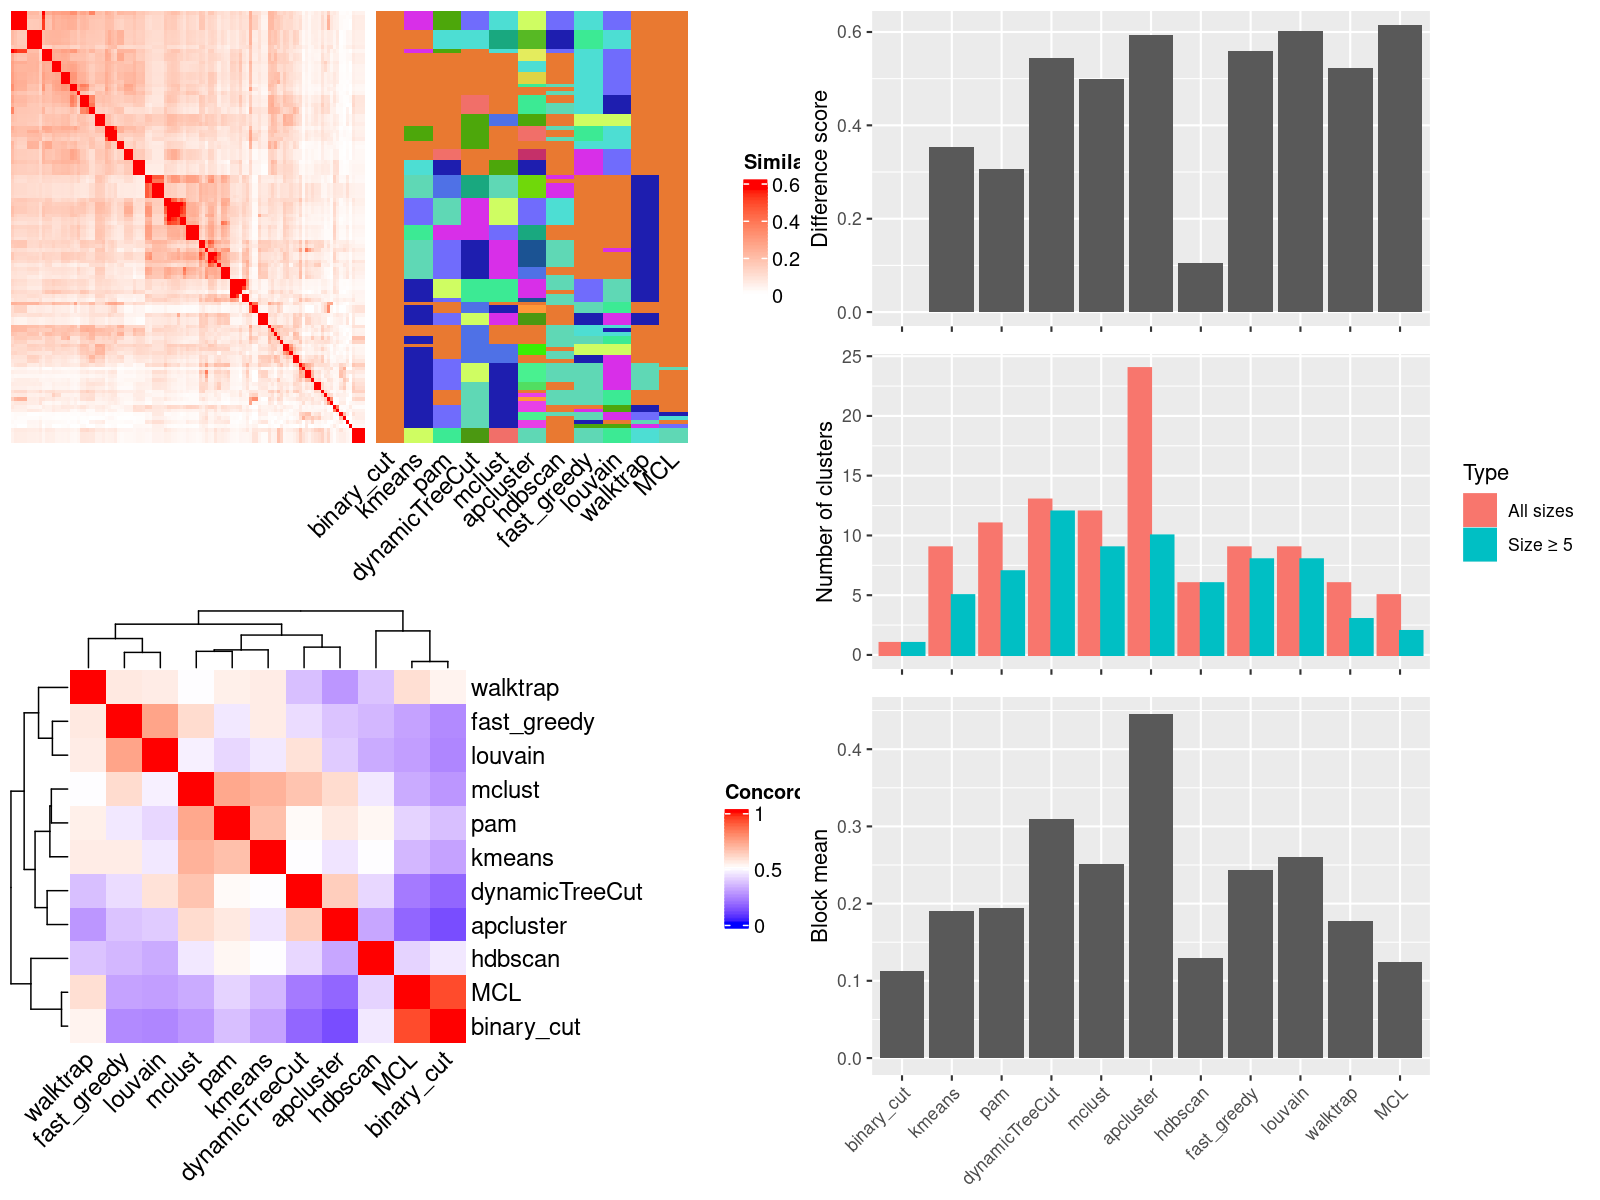 Simila
0.6
0.4
0.2
0
binary_cut
kmeans
pam
dynamicTreeCut
mclust
apcluster
hdbscan
fast_greedy
louvain
walktrap
MCL
Difference score
0.6
0.4
0.2
0.0
Number of clusters
25
20
15
10
5
0
Type
All sizes
Size ≥ 5
walktrap
fast_greedy
louvain
mclust
pam
kmeans
dynamicTreeCut
apcluster
hdbscan
MCL
binary_cut
walktrap
fast_greedy
louvain
mclust
pam
kmeans
dynamicTreeCut
apcluster
hdbscan
MCL
binary_cut
Concord
1
0.5
0
Block mean
0.4
0.3
0.2
0.1
0.0
binary_cut
kmeans
pam
dynamicTreeCut
mclust
apcluster
hdbscan
fast_greedy
louvain
walktrap
MCL